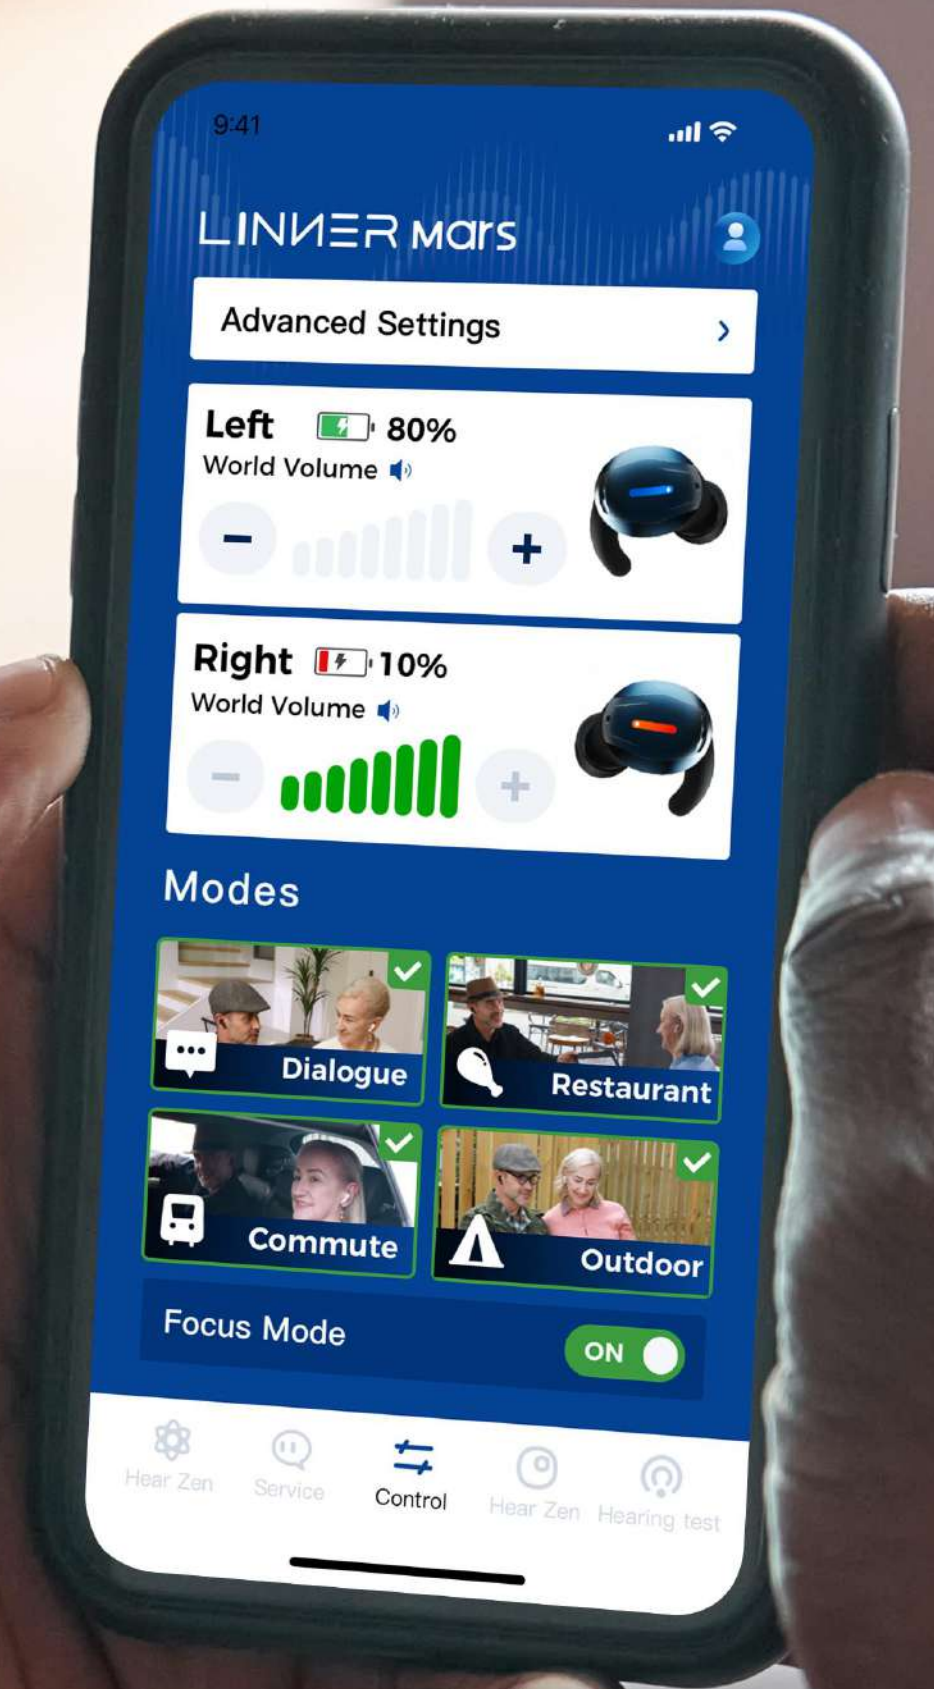 9:41
LINNER Mars
Advanced Settings
Left 80%
World Volume
Right 10%
World Volume
Modes
Dialogue
Restaurant
Commute
Outdoor
Focus Mode
ON
Hear Zen
Service
Control
Hear Zen
Hearing test